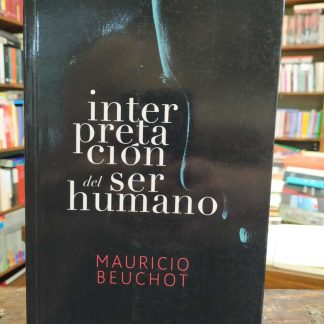 inter
preta
ción
del ser
humano
MAURICIO
BEUCHOT